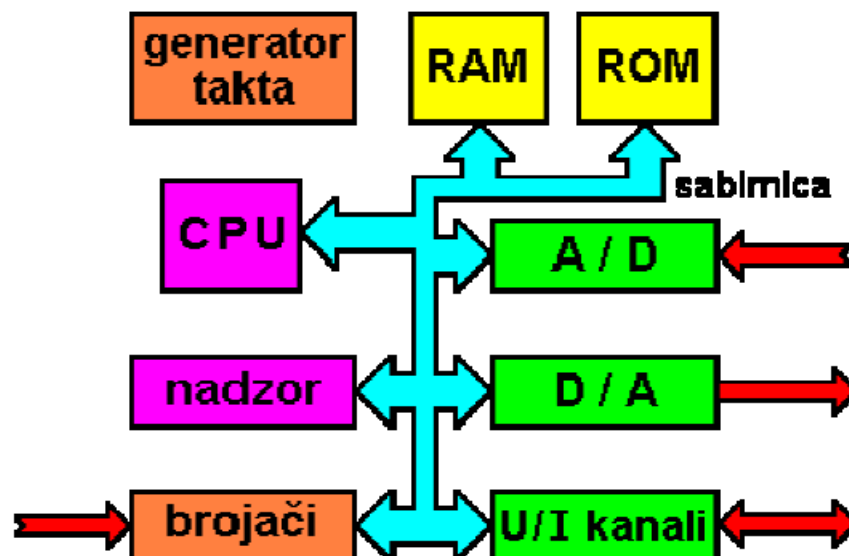 generator
takta
RAM
ROM
sabirnica
CPU
A / D
nadzor
D / A
brojači
U/I kanali